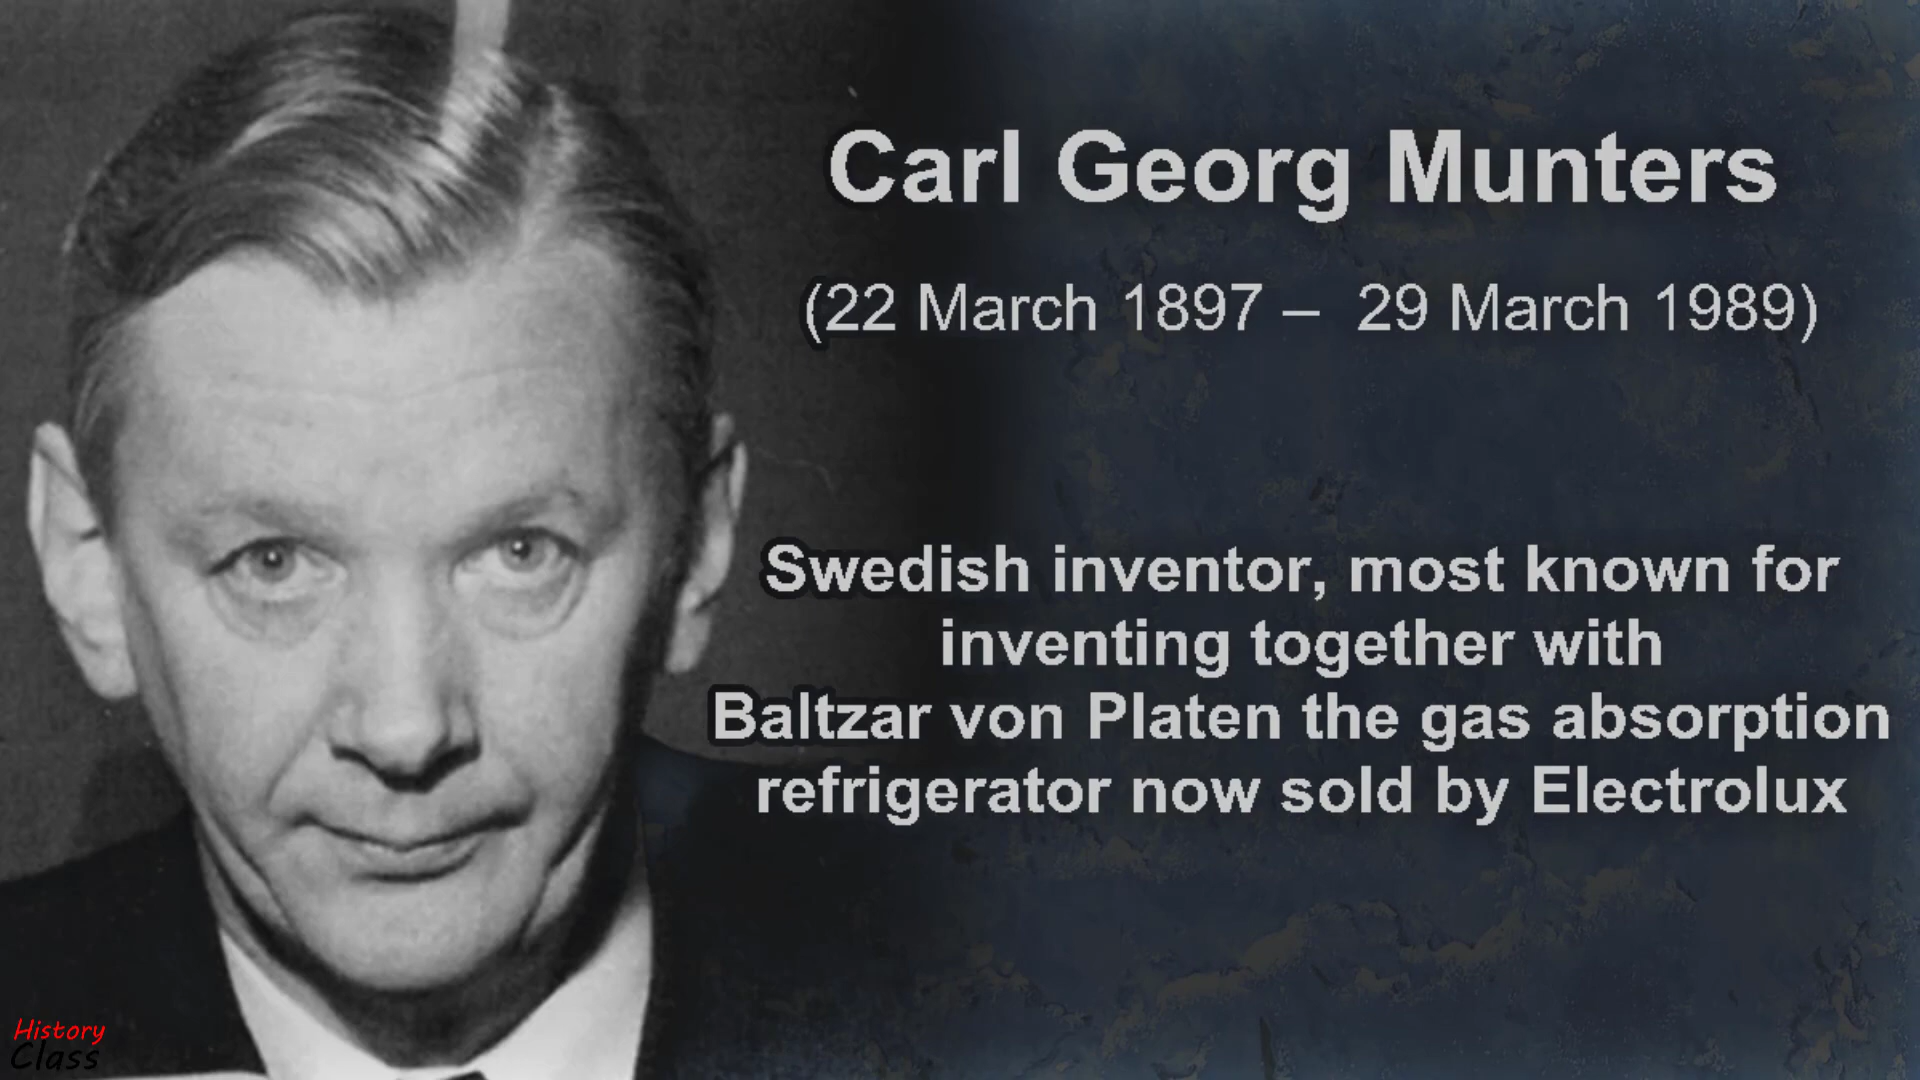 Carl Georg Munters
(22 March 1897 – 29 March 1989)
Swedish inventor, most known for
inventing together with
Baltzar von Platen the gas absorption
refrigerator now sold by Electrolux
History
Class